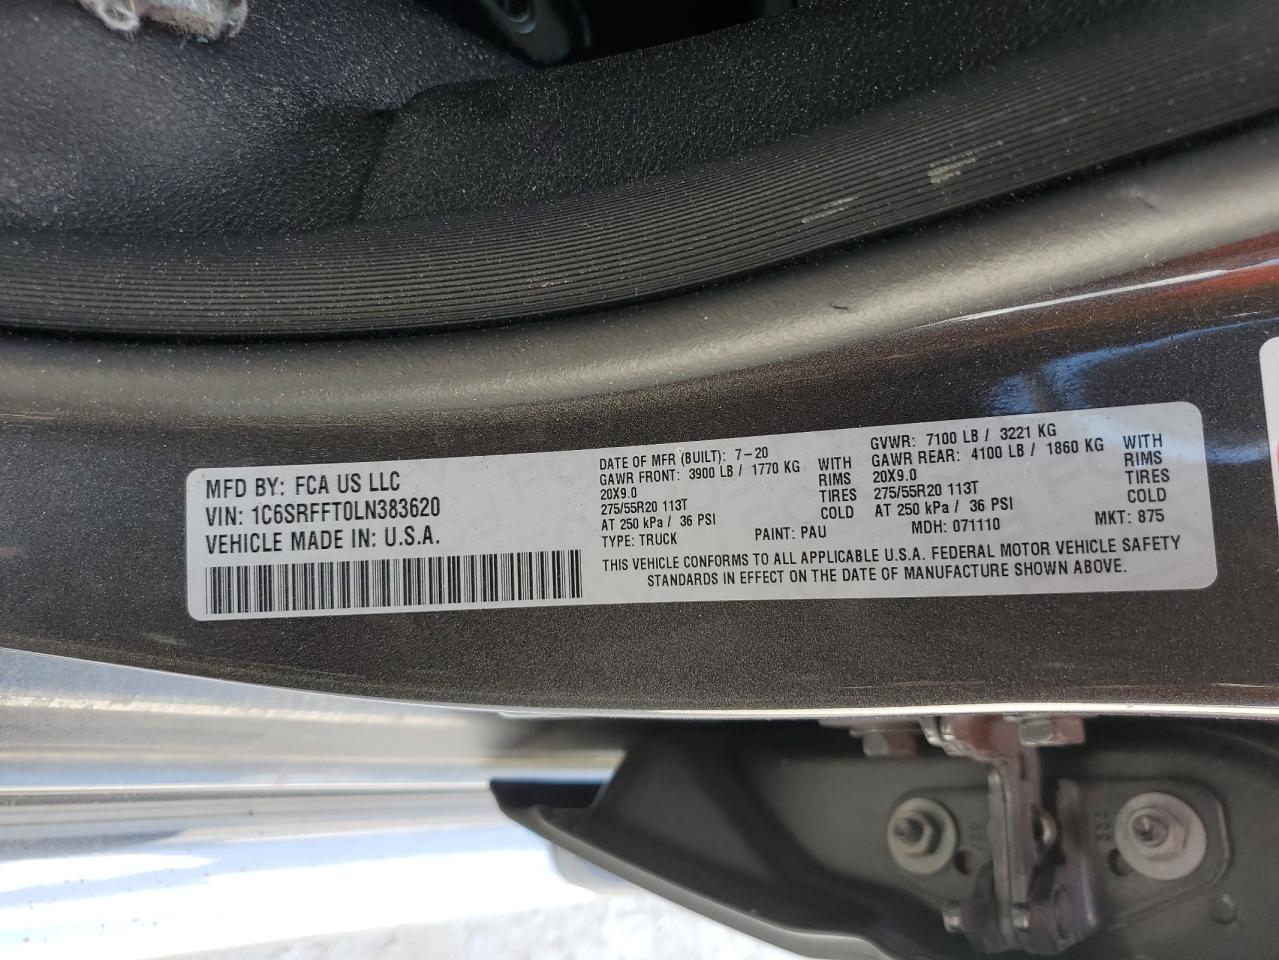 MFD BY: FCA US LLC
VIN: 1C6SRFFT0LN383620
VEHICLE MADE IN: U.S.A.
DATE OF MFR (BUILT): 7-20
GAWR FRONT: 3900 LB / 1770 KG WITH
20X9.0 RIMS
275/55R20 113T TIRES
AT 250 kPa / 36 PSI COLD
TYPE: TRUCK PAINT: PAU
GVWR: 7100 LB / 3221 KG
GAWR REAR: 4100 LB / 1860 KG WITH
20X9.0 RIMS
275/55R20 113T TIRES
AT 250 kPa / 36 PSI COLD
MDH: 071110 MKT: 875
THIS VEHICLE CONFORMS TO ALL APPLICABLE U.S.A. FEDERAL MOTOR VEHICLE SAFETY
STANDARDS IN EFFECT ON THE DATE OF MANUFACTURE SHOWN ABOVE.